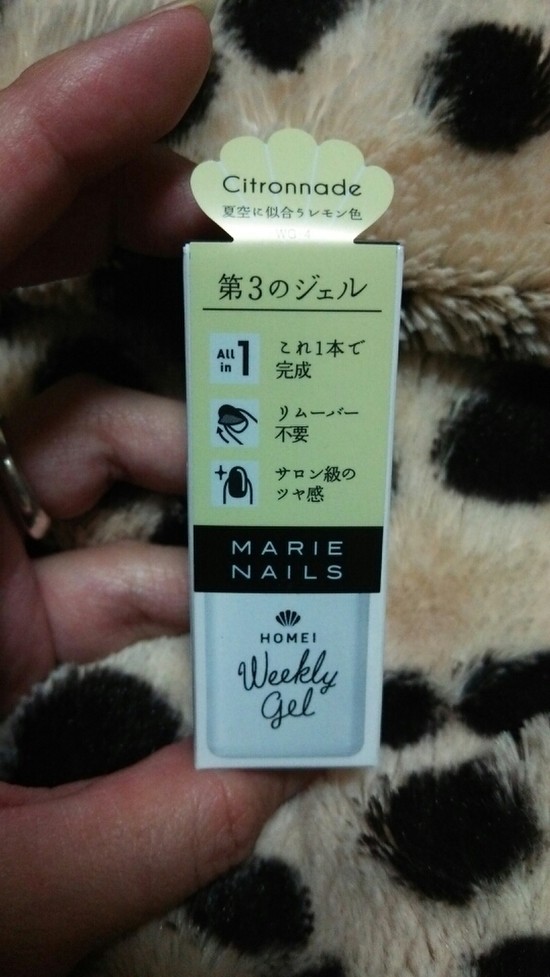 Citronnade
夏空に似合うレモン色
WG-4
第3のジェル
All in 1
これ1本で
完成
リムーバー
不要
サロン級の
ツヤ感
MARIE
NAILS
HOMEI
Weekly
Gel